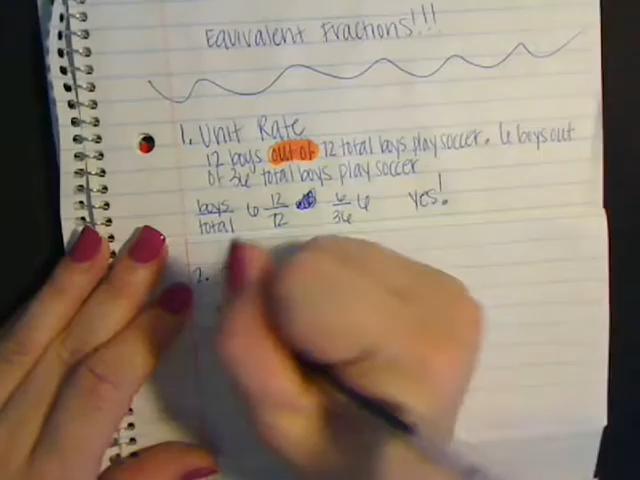 Equivalent Fractions!!!
1. Unit Rate
12 boys out of 72 total boys play soccer. 6 boys out
of 36 total boys play soccer
boys 6 12 6 6 yes!
total 72 36
2.